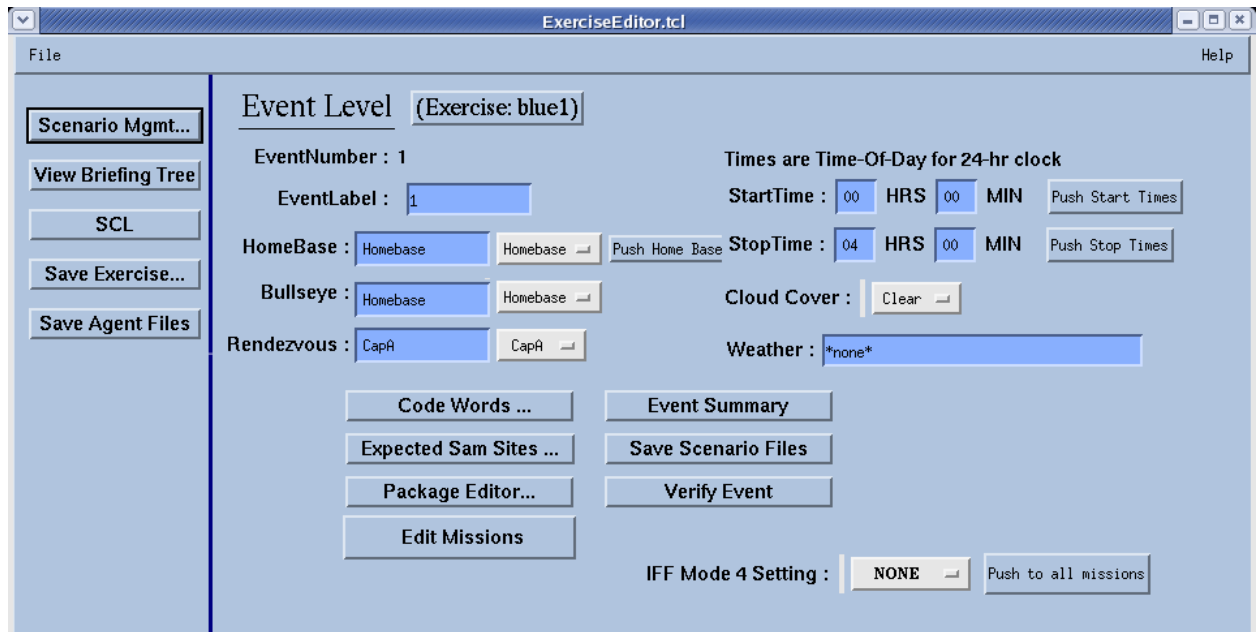 ExerciseEditor.tcl
File Help
Scenario Mgmt...
View Briefing Tree
SCL
Save Exercise...
Save Agent Files
Event Level (Exercise: blue1)
EventNumber : 1
EventLabel : 1
HomeBase : Homebase Homebase Push Home Base
Bullseye : Homebase Homebase
Rendezvous : CapA CapA
Times are Time-Of-Day for 24-hr clock
StartTime : 00 HRS 00 MIN Push Start Times
StopTime : 04 HRS 00 MIN Push Stop Times
Cloud Cover : Clear
Weather : *none*
Code Words ... Event Summary
Expected Sam Sites ... Save Scenario Files
Package Editor... Verify Event
Edit Missions
IFF Mode 4 Setting : NONE Push to all missions